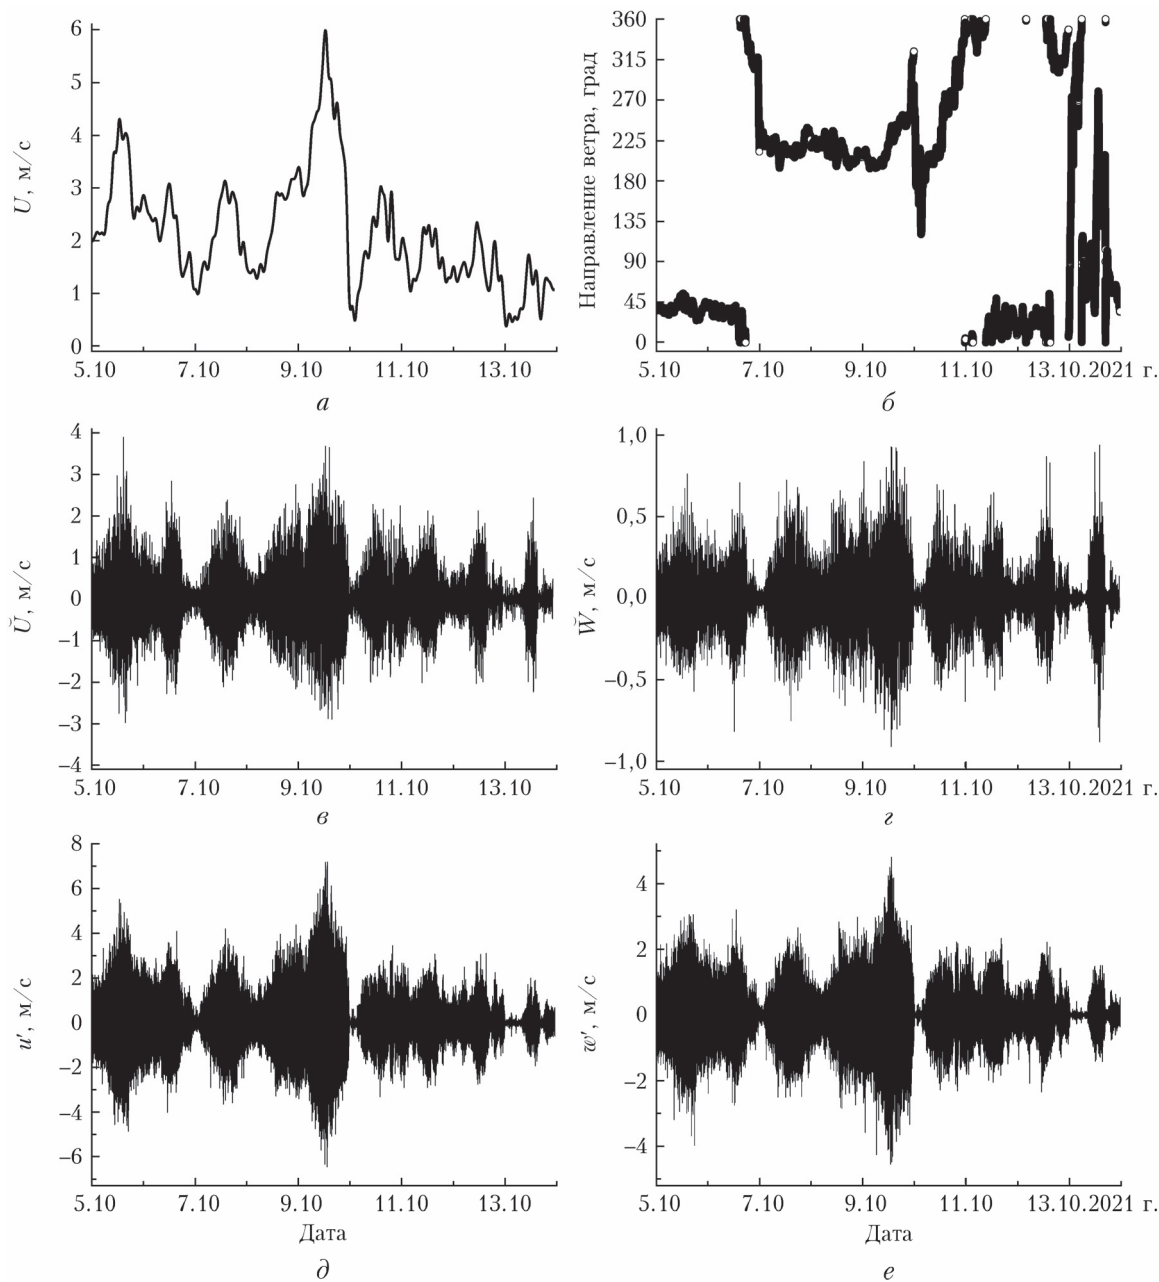 U, м/с
6
5
4
3
2
1
0
5.10 7.10 9.10 11.10 13.10
а
Направление ветра, град
360
315
270
225
180
135
90
45
0
5.10 7.10 9.10 11.10 13.10.2021 г.
б
Ŭ, м/с
4
3
2
1
0
–1
–2
–3
–4
5.10 7.10 9.10 11.10 13.10
в
W̆, м/с
1,0
0,5
0,0
–0,5
–1,0
5.10 7.10 9.10 11.10 13.10.2021 г.
г
u′, м/с
8
6
4
2
0
–2
–4
–6
5.10 7.10 9.10 11.10 13.10
Дата
д
w′, м/с
4
2
0
–2
–4
5.10 7.10 9.10 11.10 13.10.2021 г.
Дата
е